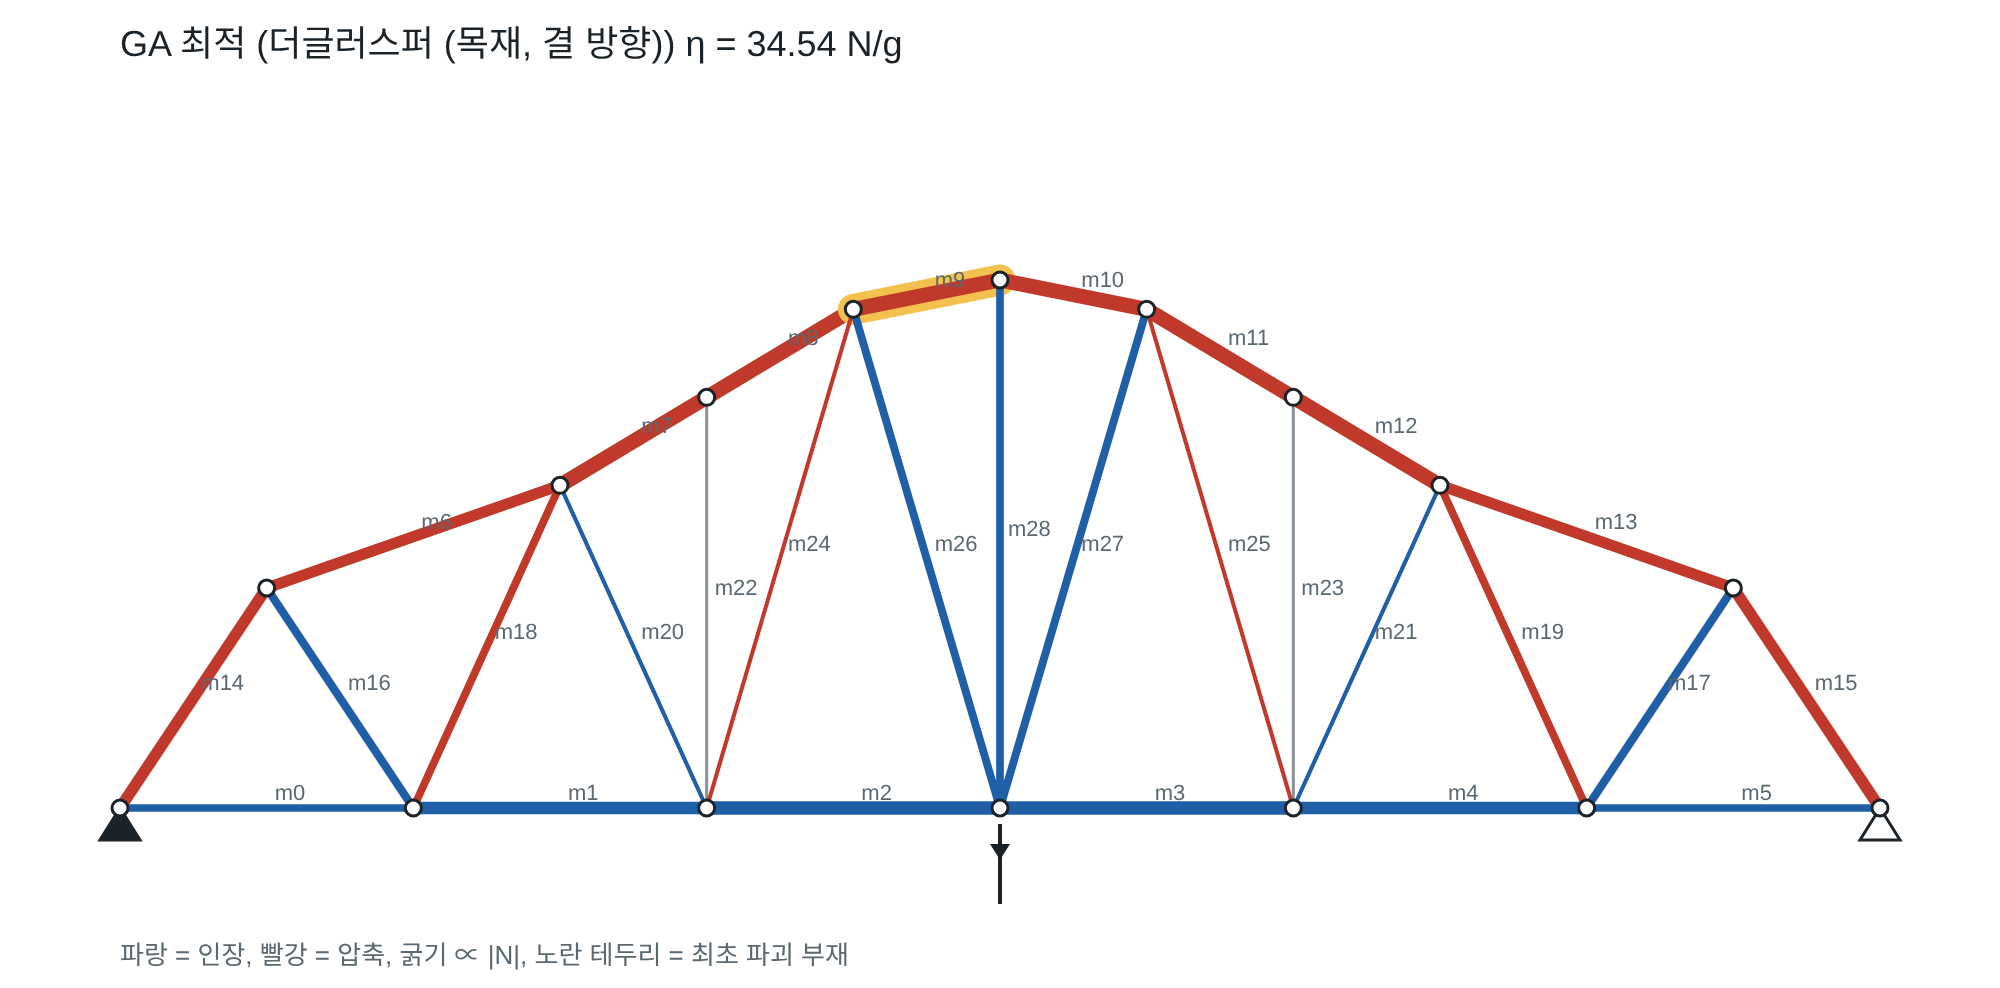 GA 최적 (더글러스퍼 (목재, 결 방향)) η = 34.54 N/g
m9
m10
m8
m11
m7
m12
m6
m13
m28
m24
m26
m27
m25
m22
m23
m18
m20
m21
m19
m14
m16
m17
m15
m0
m1
m2
m3
m4
m5
파랑 = 인장, 빨강 = 압축, 굵기 ∝ |N|, 노란 테두리 = 최초 파괴 부재